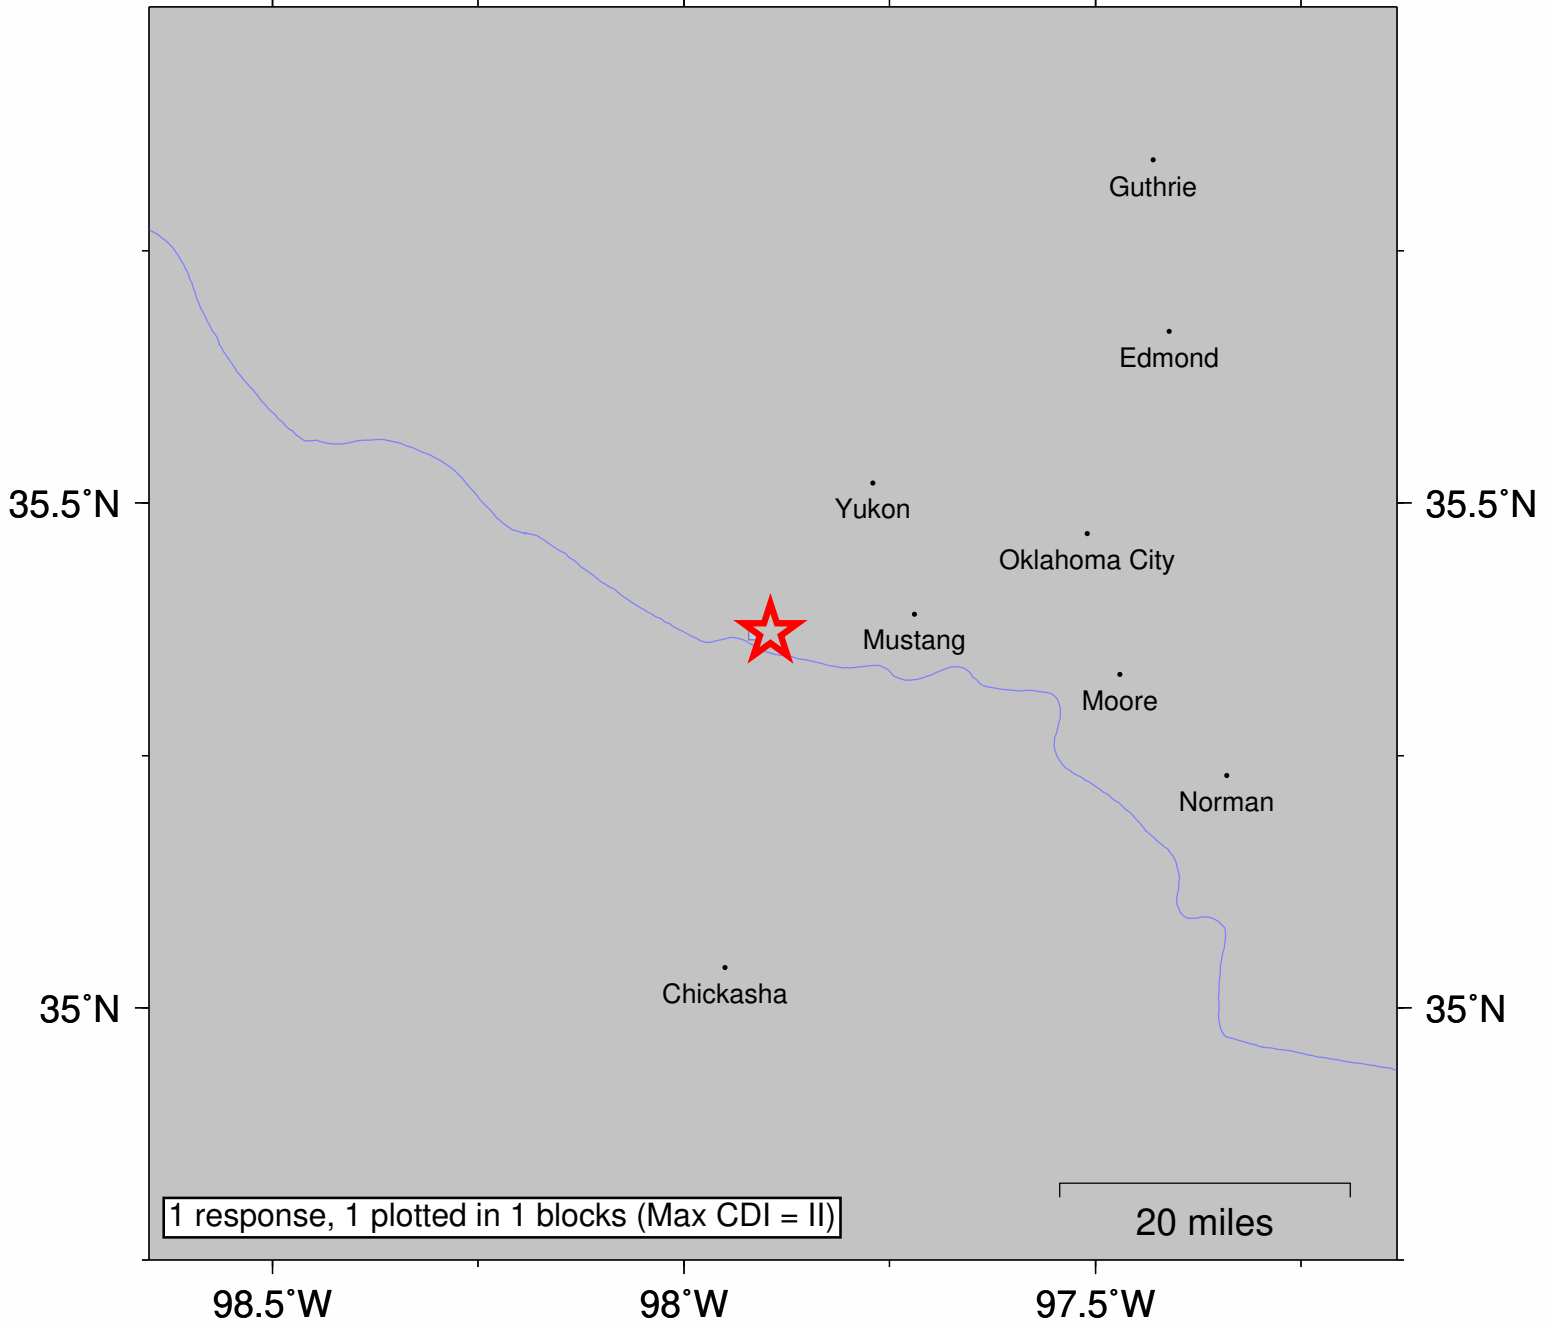 Guthrie
Edmond
35.5˚N
35.5˚N
Yukon
Oklahoma City
Mustang
Moore
Norman
Chickasha
35˚N
35˚N
1 response, 1 plotted in 1 blocks (Max CDI = II)
20 miles
98.5˚W
98˚W
97.5˚W